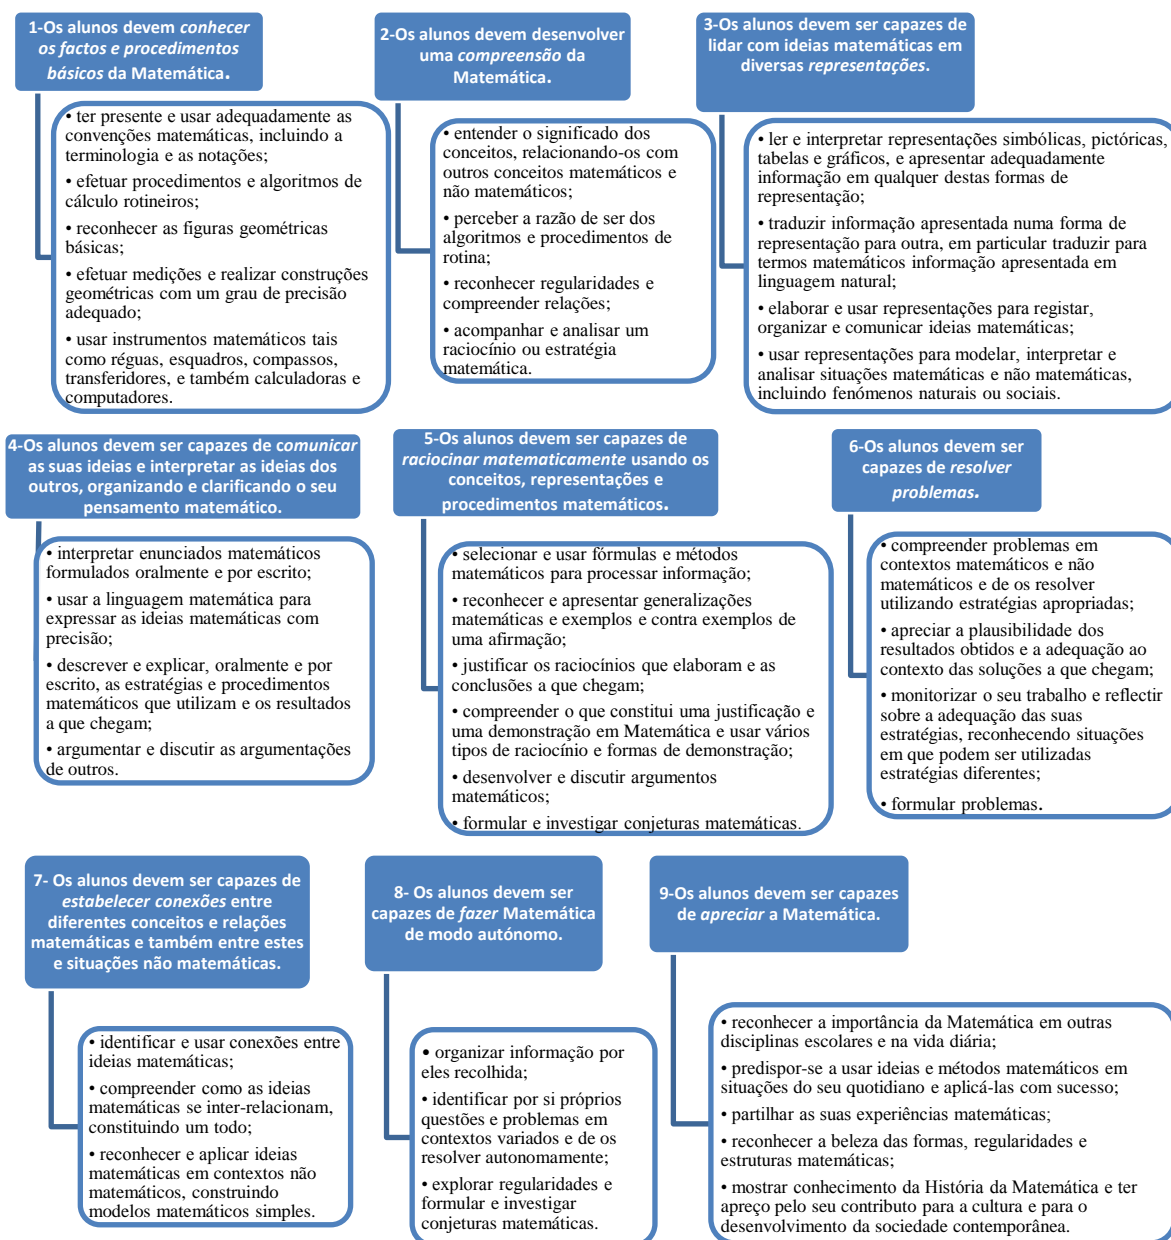 1-Os alunos devem conhecer
os factos e procedimentos
básicos da Matemática.
• ter presente e usar adequadamente as
convenções matemáticas, incluindo a
terminologia e as notações;
• efetuar procedimentos e algoritmos de
cálculo rotineiros;
• reconhecer as figuras geométricas
básicas;
• efetuar medições e realizar construções
geométricas com um grau de precisão
adequado;
• usar instrumentos matemáticos tais
como réguas, esquadros, compassos,
transferidores, e também calculadoras e
computadores.
2-Os alunos devem desenvolver
uma compreensão da
Matemática.
• entender o significado dos
conceitos, relacionando-os com
outros conceitos matemáticos e
não matemáticos;
• perceber a razão de ser dos
algoritmos e procedimentos de
rotina;
• reconhecer regularidades e
compreender relações;
• acompanhar e analisar um
raciocínio ou estratégia
matemática.
3-Os alunos devem ser capazes de
lidar com ideias matemáticas em
diversas representações.
• ler e interpretar representações simbólicas, pictóricas,
tabelas e gráficos, e apresentar adequadamente
informação em qualquer destas formas de
representação;
• traduzir informação apresentada numa forma de
representação para outra, em particular traduzir para
termos matemáticos informação apresentada em
linguagem natural;
• elaborar e usar representações para registar,
organizar e comunicar ideias matemáticas;
• usar representações para modelar, interpretar e
analisar situações matemáticas e não matemáticas,
incluindo fenómenos naturais ou sociais.
4-Os alunos devem ser capazes de comunicar
as suas ideias e interpretar as ideias dos
outros, organizando e clarificando o seu
pensamento matemático.
• interpretar enunciados matemáticos
formulados oralmente e por escrito;
• usar a linguagem matemática para
expressar as ideias matemáticas com
precisão;
• descrever e explicar, oralmente e por
escrito, as estratégias e procedimentos
matemáticos que utilizam e os resultados
a que chegam;
• argumentar e discutir as argumentações
de outros.
5-Os alunos devem ser capazes de
raciocinar matematicamente usando os
conceitos, representações e
procedimentos matemáticos.
• selecionar e usar fórmulas e métodos
matemáticos para processar informação;
• reconhecer e apresentar generalizações
matemáticas e exemplos e contra exemplos de
uma afirmação;
• justificar os raciocínios que elaboram e as
conclusões a que chegam;
• compreender o que constitui uma justificação e
uma demonstração em Matemática e usar vários
tipos de raciocínio e formas de demonstração;
• desenvolver e discutir argumentos
matemáticos;
• formular e investigar conjeturas matemáticas.
6-Os alunos devem ser
capazes de resolver
problemas.
• compreender problemas em
contextos matemáticos e não
matemáticos e de os resolver
utilizando estratégias apropriadas;
• apreciar a plausibilidade dos
resultados obtidos e a adequação ao
contexto das soluções a que chegam;
• monitorizar o seu trabalho e reflectir
sobre a adequação das suas
estratégias, reconhecendo situações
em que podem ser utilizadas
estratégias diferentes;
• formular problemas.
7- Os alunos devem ser capazes de
estabelecer conexões entre
diferentes conceitos e relações
matemáticas e também entre estes
e situações não matemáticas.
• identificar e usar conexões entre
ideias matemáticas;
• compreender como as ideias
matemáticas se inter-relacionam,
constituindo um todo;
• reconhecer e aplicar ideias
matemáticas em contextos não
matemáticos, construindo
modelos matemáticos simples.
8- Os alunos devem ser
capazes de fazer Matemática
de modo autónomo.
• organizar informação por
eles recolhida;
• identificar por si próprios
questões e problemas em
contextos variados e de os
resolver autonomamente;
• explorar regularidades e
formular e investigar
conjeturas matemáticas.
9-Os alunos devem ser capazes
de apreciar a Matemática.
• reconhecer a importância da Matemática em outras
disciplinas escolares e na vida diária;
• predispor-se a usar ideias e métodos matemáticos em
situações do seu quotidiano e aplicá-las com sucesso;
• partilhar as suas experiências matemáticas;
• reconhecer a beleza das formas, regularidades e
estruturas matemáticas;
• mostrar conhecimento da História da Matemática e ter
apreço pelo seu contributo para a cultura e para o
desenvolvimento da sociedade contemporânea.